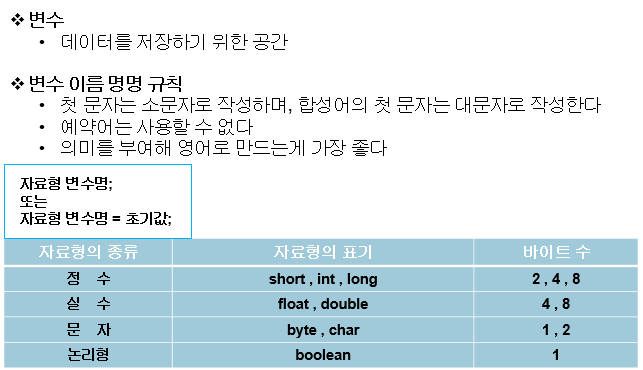 ❖ 변수
• 데이터를 저장하기 위한 공간
❖ 변수 이름 명명 규칙
• 첫 문자는 소문자로 작성하며, 합성어의 첫 문자는 대문자로 작성한다
• 예약어는 사용할 수 없다
• 의미를 부여해 영어로 만드는게 가장 좋다
자료형 변수명;
또는
자료형 변수명 = 초기값;
자료형의 종류 자료형의 표기 바이트 수
정 수 short , int , long 2 , 4 , 8
실 수 float , double 4 , 8
문 자 byte , char 1 , 2
논리형 boolean 1